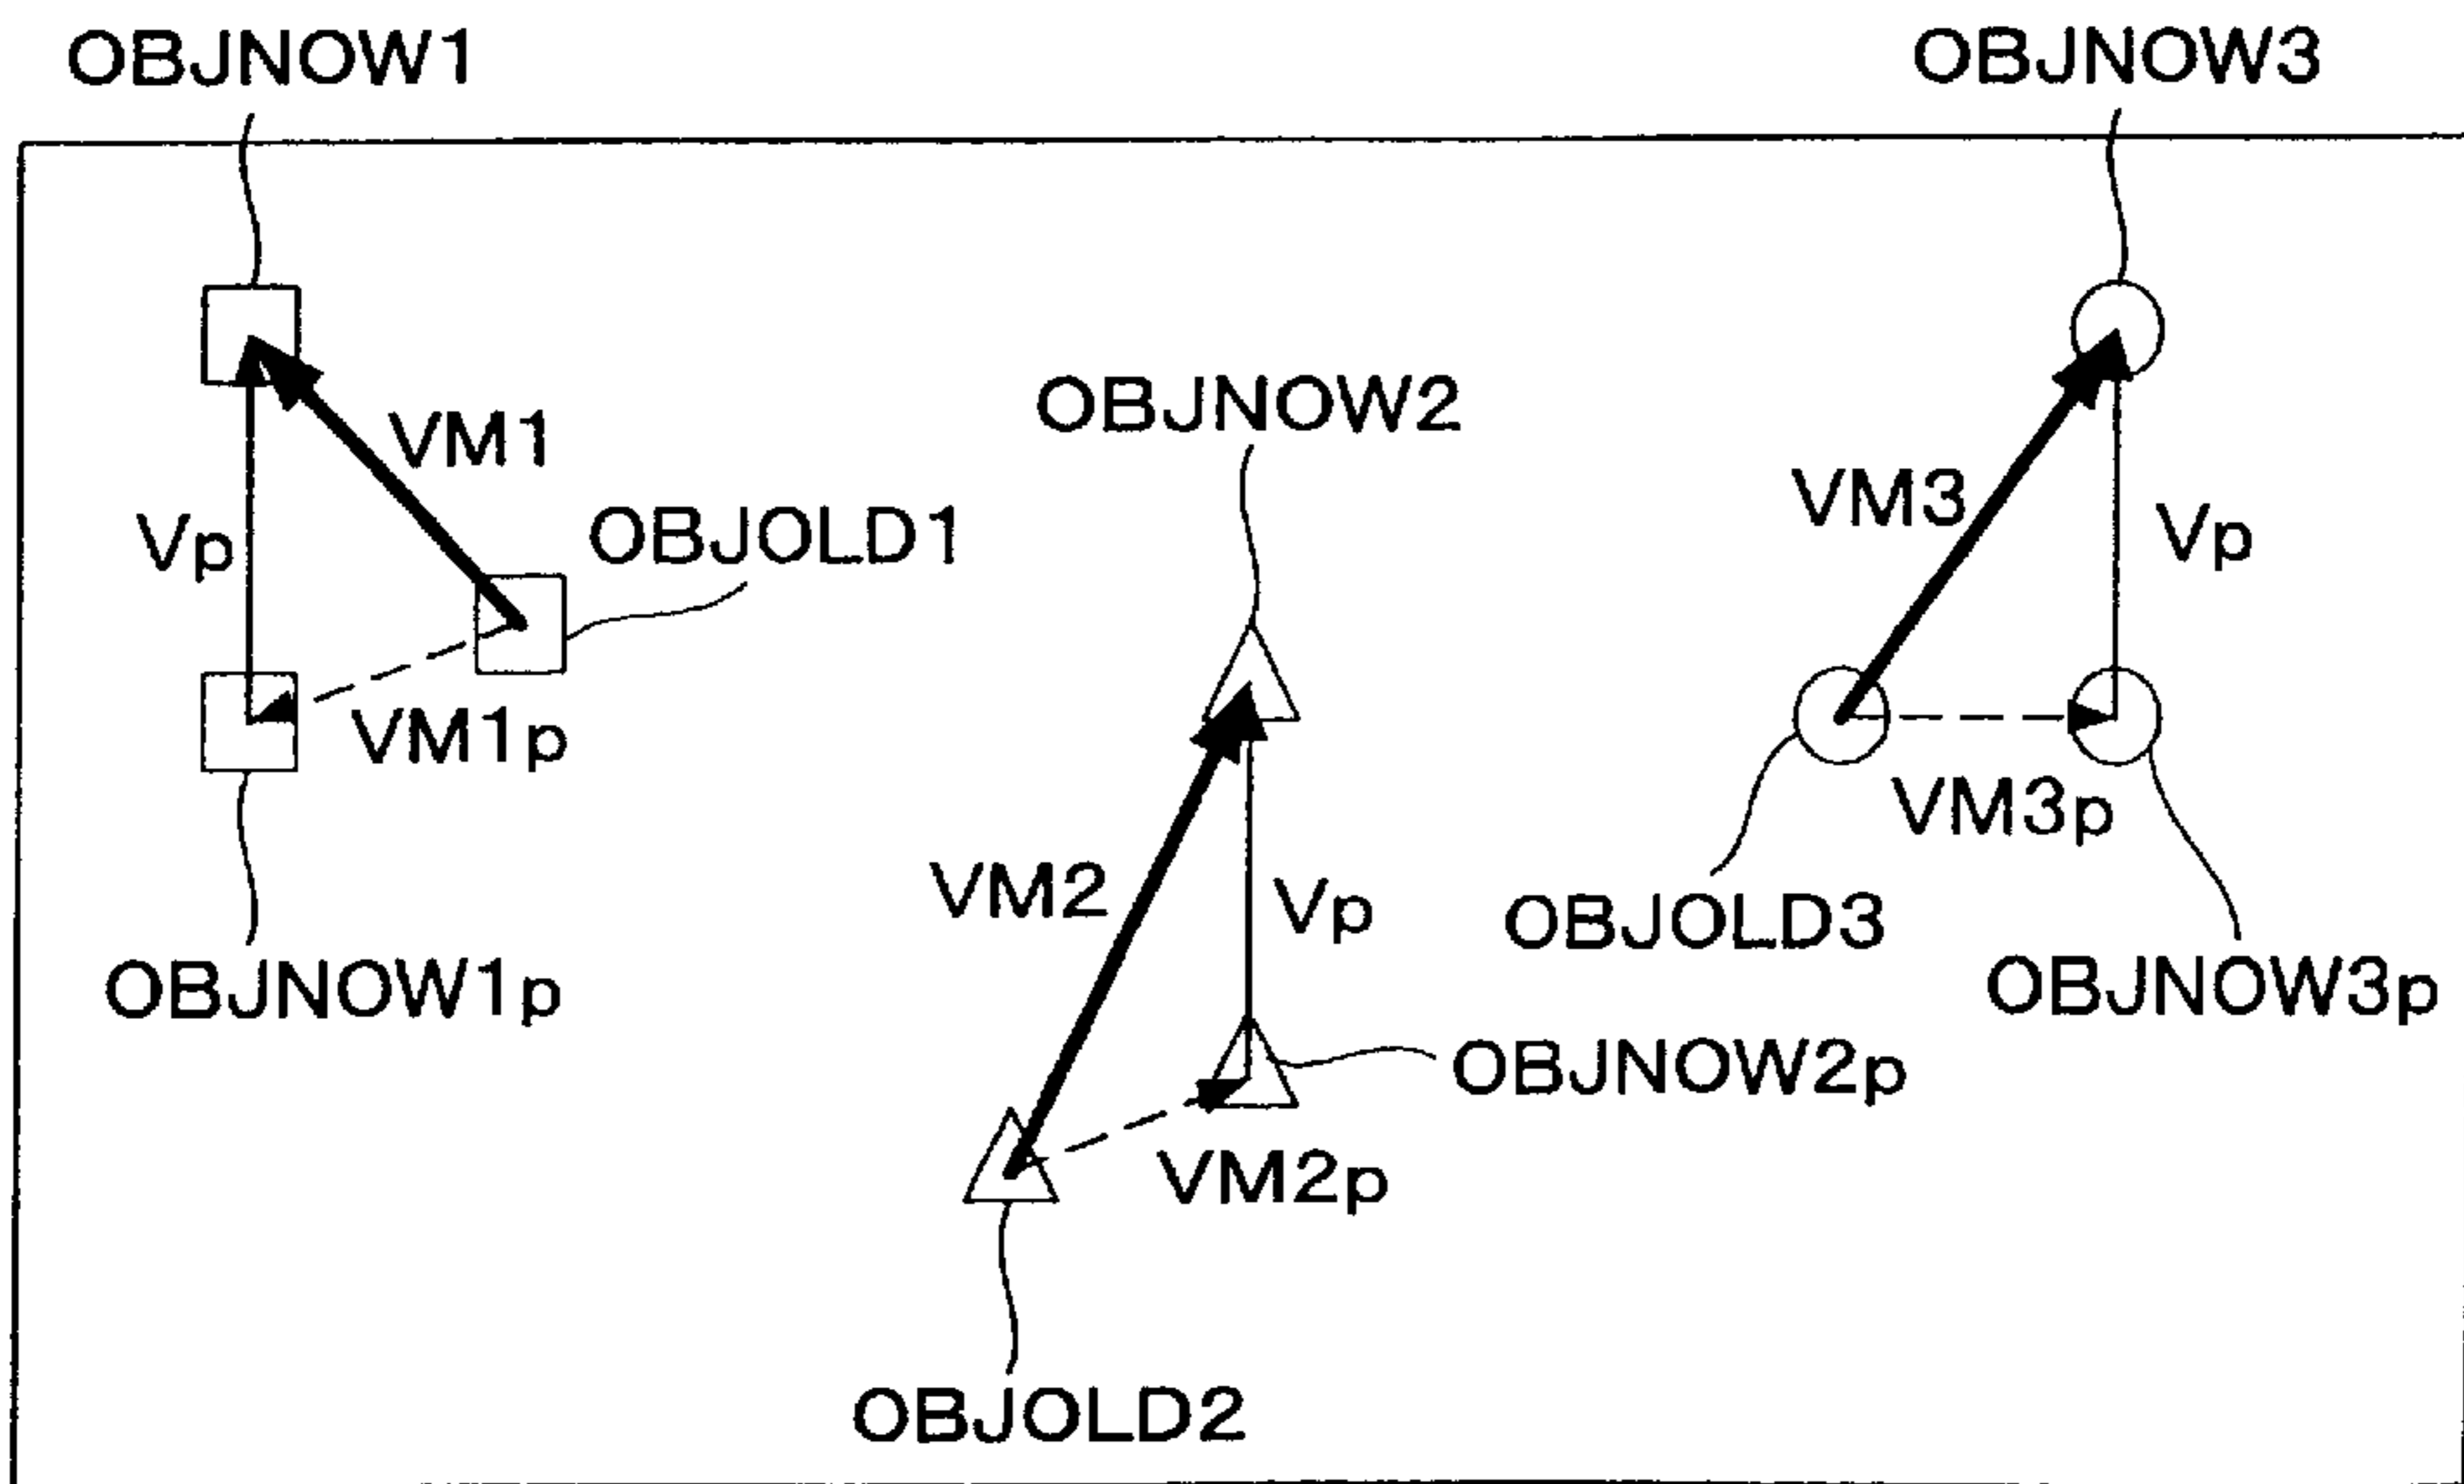 OBJNOW1
OBJNOW3
OBJNOW2
VM1
VM3
Vp
OBJOLD1
Vp
VM1p
VM3p
VM2
Vp
OBJOLD3
OBJNOW1p
OBJNOW3p
OBJNOW2p
VM2p
OBJOLD2